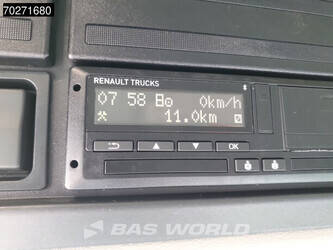 70271680
RENAULT TRUCKS
07 58 0km/h
11.0km
OK
BAS WORLD